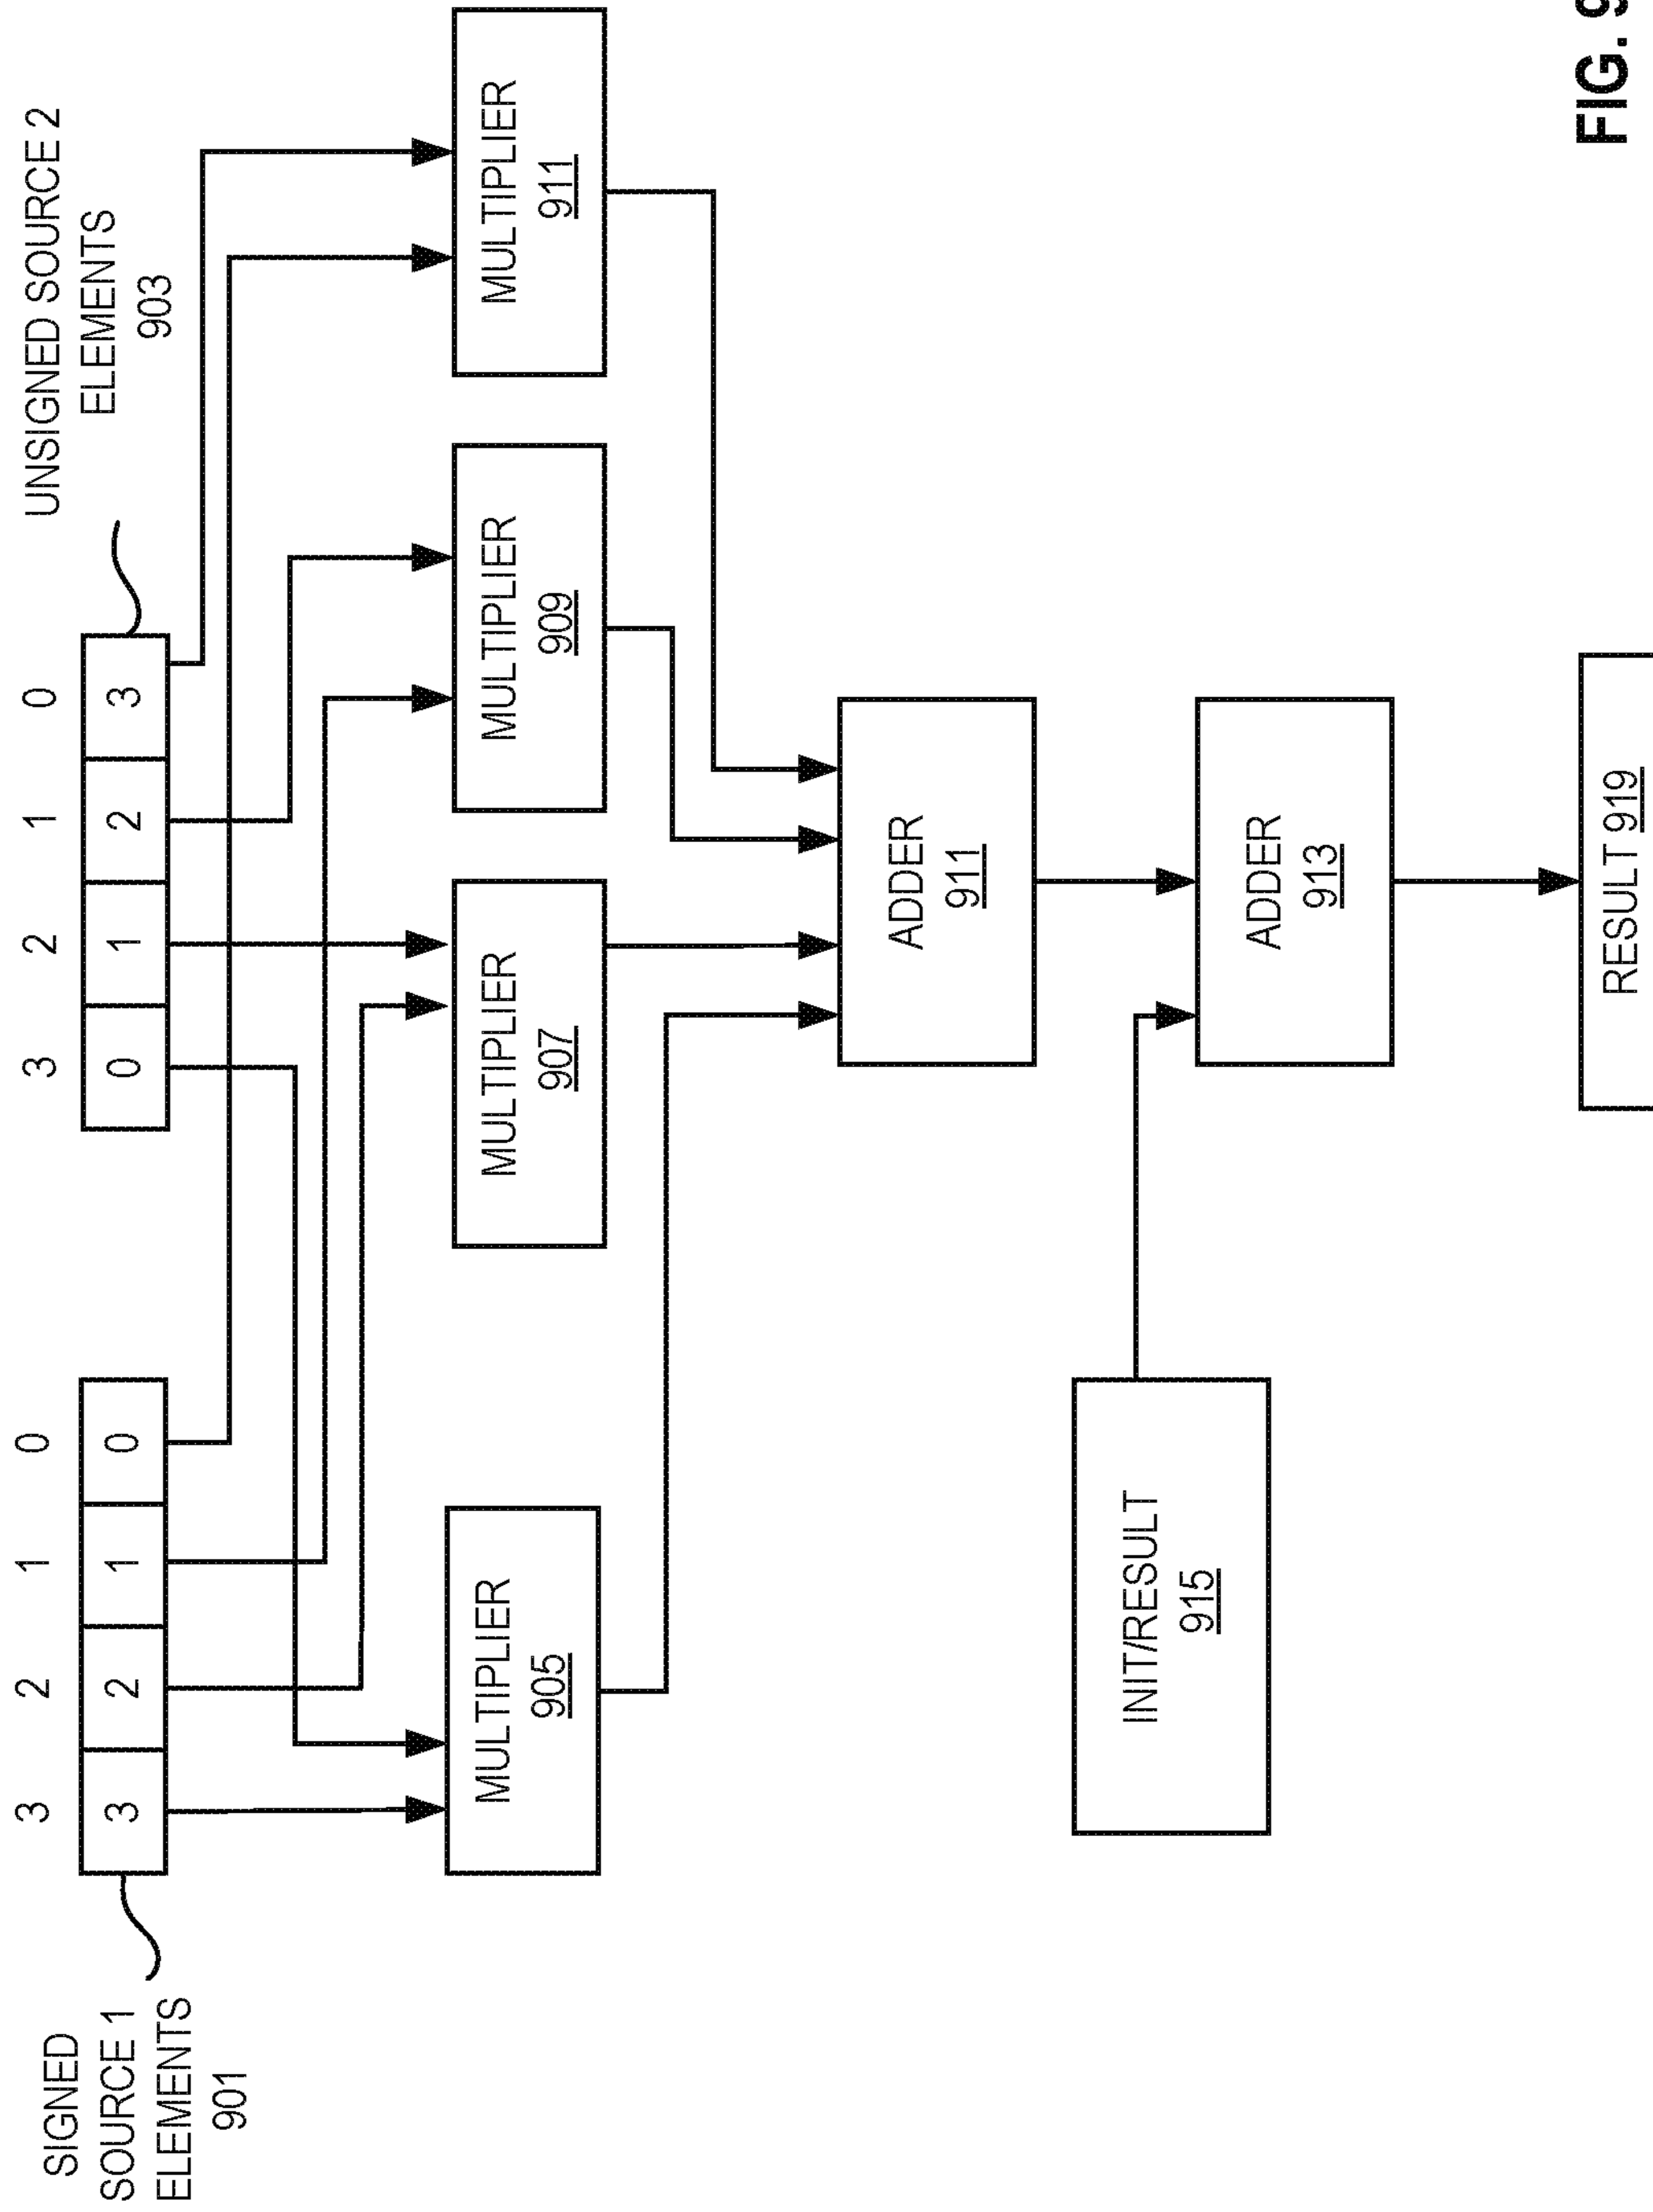 3 2 1 0
3 2 1 0
SIGNED
SOURCE 1
ELEMENTS
901
3 2 1 0
0 1 2 3
UNSIGNED SOURCE 2
ELEMENTS
903
MULTIPLIER
905
MULTIPLIER
907
MULTIPLIER
909
MULTIPLIER
911
ADDER
911
INIT/RESULT
915
ADDER
913
RESULT 919
FIG. 9